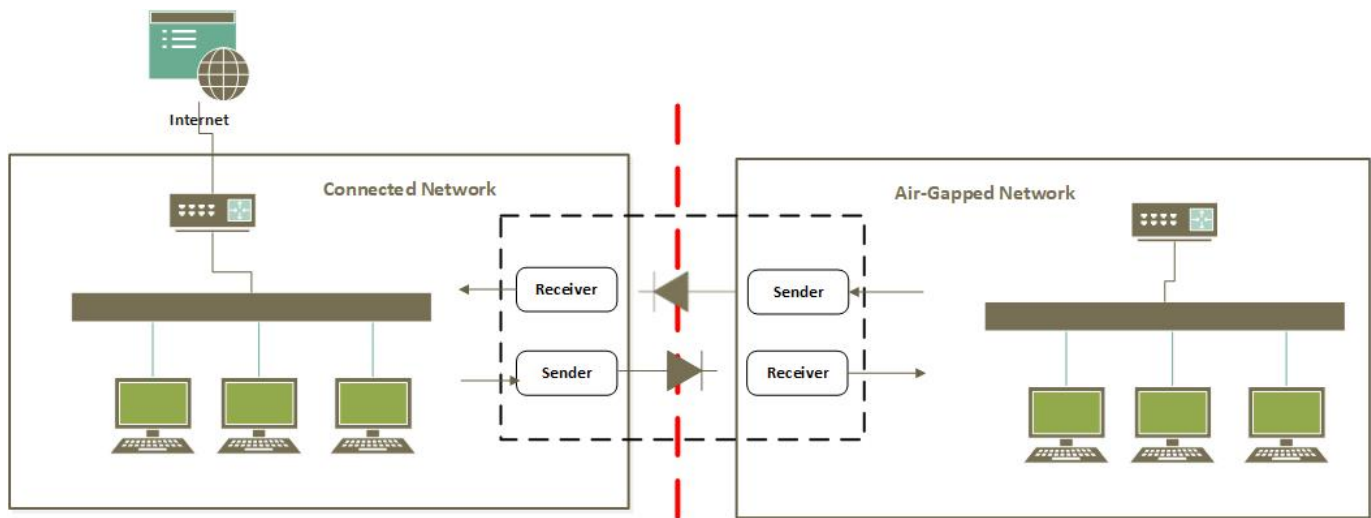 Internet
Connected Network
Air-Gapped Network
Receiver
Sender
Sender
Receiver